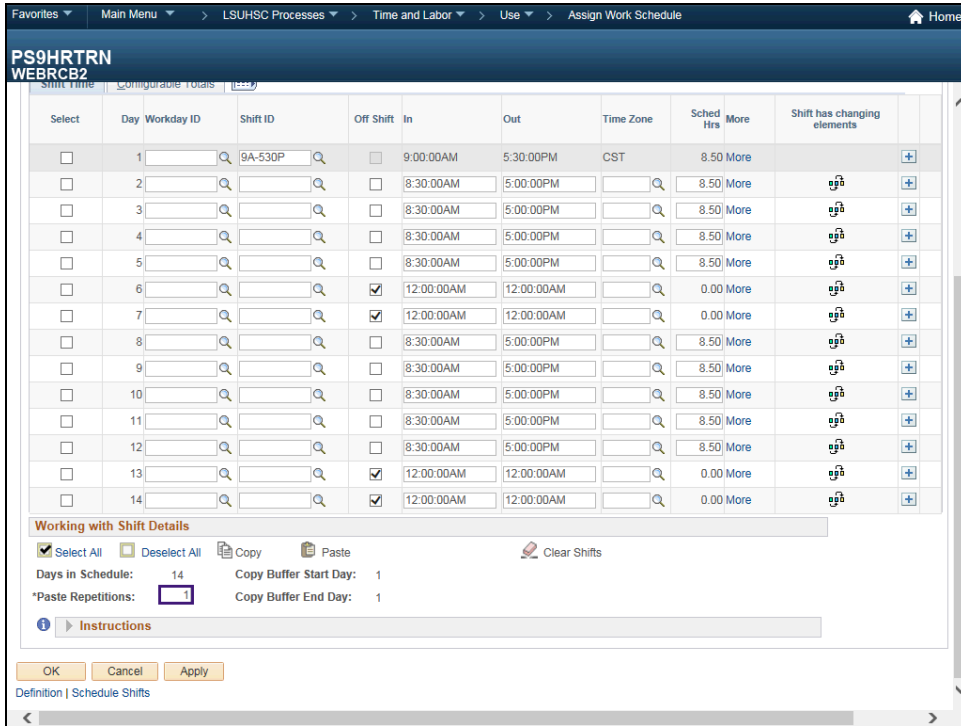 Favorites Main Menu > LSUHSC Processes > Time and Labor > Use > Assign Work Schedule Home
PS9HRTRN
WEBRCB2
Shift Time Configurable Totals
Select Day Workday ID Shift ID Off Shift In Out Time Zone Sched Hrs More Shift has changing elements
1 9A-530P 9:00:00AM 5:30:00PM CST 8.50 More
2 8:30:00AM 5:00:00PM 8.50 More
3 8:30:00AM 5:00:00PM 8.50 More
4 8:30:00AM 5:00:00PM 8.50 More
5 8:30:00AM 5:00:00PM 8.50 More
6 12:00:00AM 12:00:00AM 0.00 More
7 12:00:00AM 12:00:00AM 0.00 More
8 8:30:00AM 5:00:00PM 8.50 More
9 8:30:00AM 5:00:00PM 8.50 More
10 8:30:00AM 5:00:00PM 8.50 More
11 8:30:00AM 5:00:00PM 8.50 More
12 8:30:00AM 5:00:00PM 8.50 More
13 12:00:00AM 12:00:00AM 0.00 More
14 12:00:00AM 12:00:00AM 0.00 More
Working with Shift Details
Select All Deselect All Copy Paste Clear Shifts
Days in Schedule: 14 Copy Buffer Start Day: 1
*Paste Repetitions: 1 Copy Buffer End Day: 1
Instructions
OK Cancel Apply
Definition | Schedule Shifts